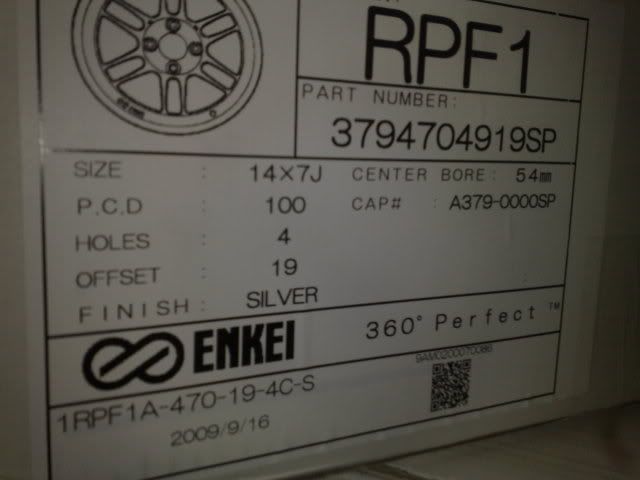 RPF1
PART NUMBER:
3794704919SP
SIZE : 14×7J CENTER BORE: 54mm
P.C.D : 100 CAP# : A379-0000SP
HOLES : 4
OFFSET : 19
FINISH: SILVER
ENKEI 360° Perfect ™
9AM0200070086
1RPF1A-470-19-4C-S
2009/9/16